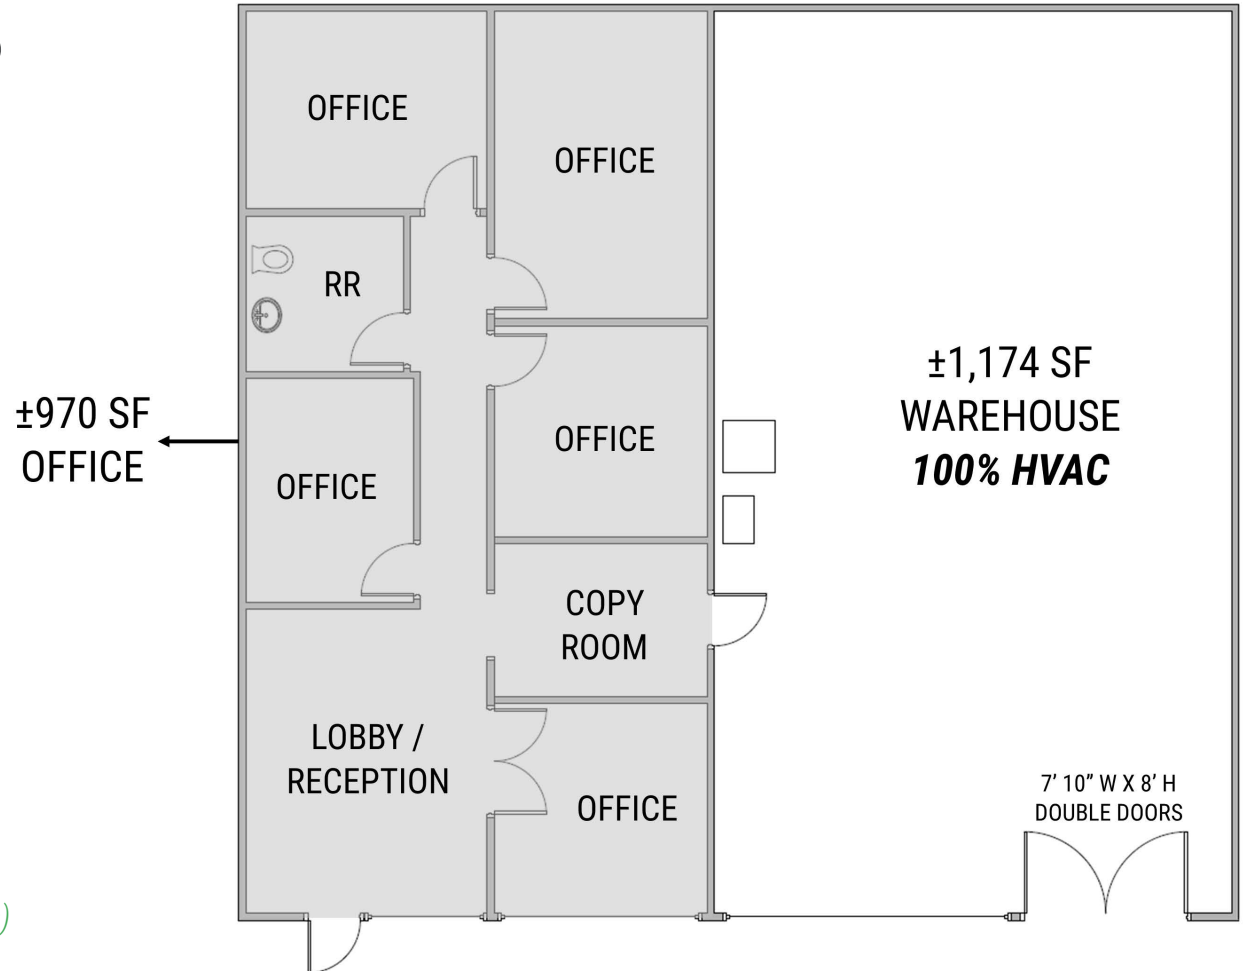 OFFICE
OFFICE
RR
±1,174 SF
WAREHOUSE
100% HVAC
±970 SF
OFFICE
OFFICE
OFFICE
COPY
ROOM
LOBBY /
RECEPTION
OFFICE
7’ 10” W X 8’ H
DOUBLE DOORS